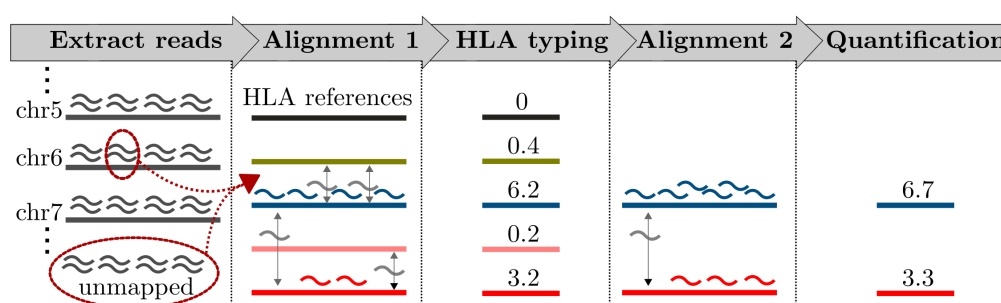 Extract reads
Alignment 1
HLA typing
Alignment 2
Quantification
chr5
chr6
chr7
unmapped
HLA references
0
0.4
6.2
0.2
3.2
6.7
3.3